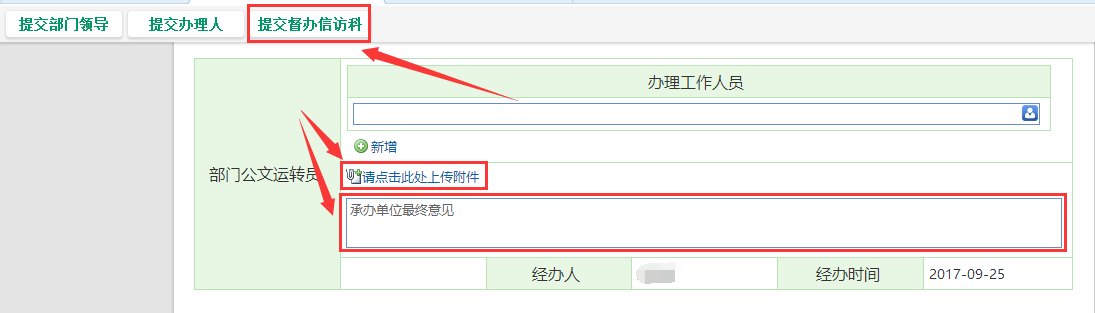 提交部门领导 提交办理人 提交督办信访科
办理工作人员
新增
部门公文运转员
请点击此处上传附件
承办单位最终意见
经办人 经办时间 2017-09-25